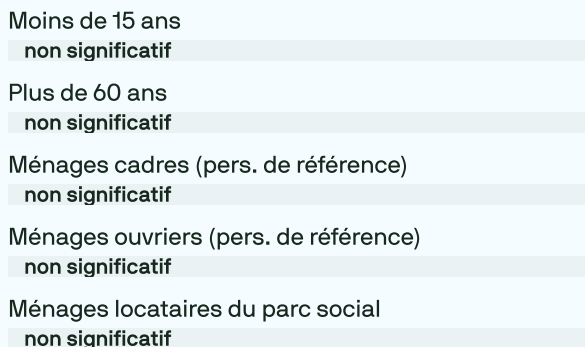 Moins de 15 ans
non significatif
Plus de 60 ans
non significatif
Ménages cadres (pers. de référence)
non significatif
Ménages ouvriers (pers. de référence)
non significatif
Ménages locataires du parc social
non significatif